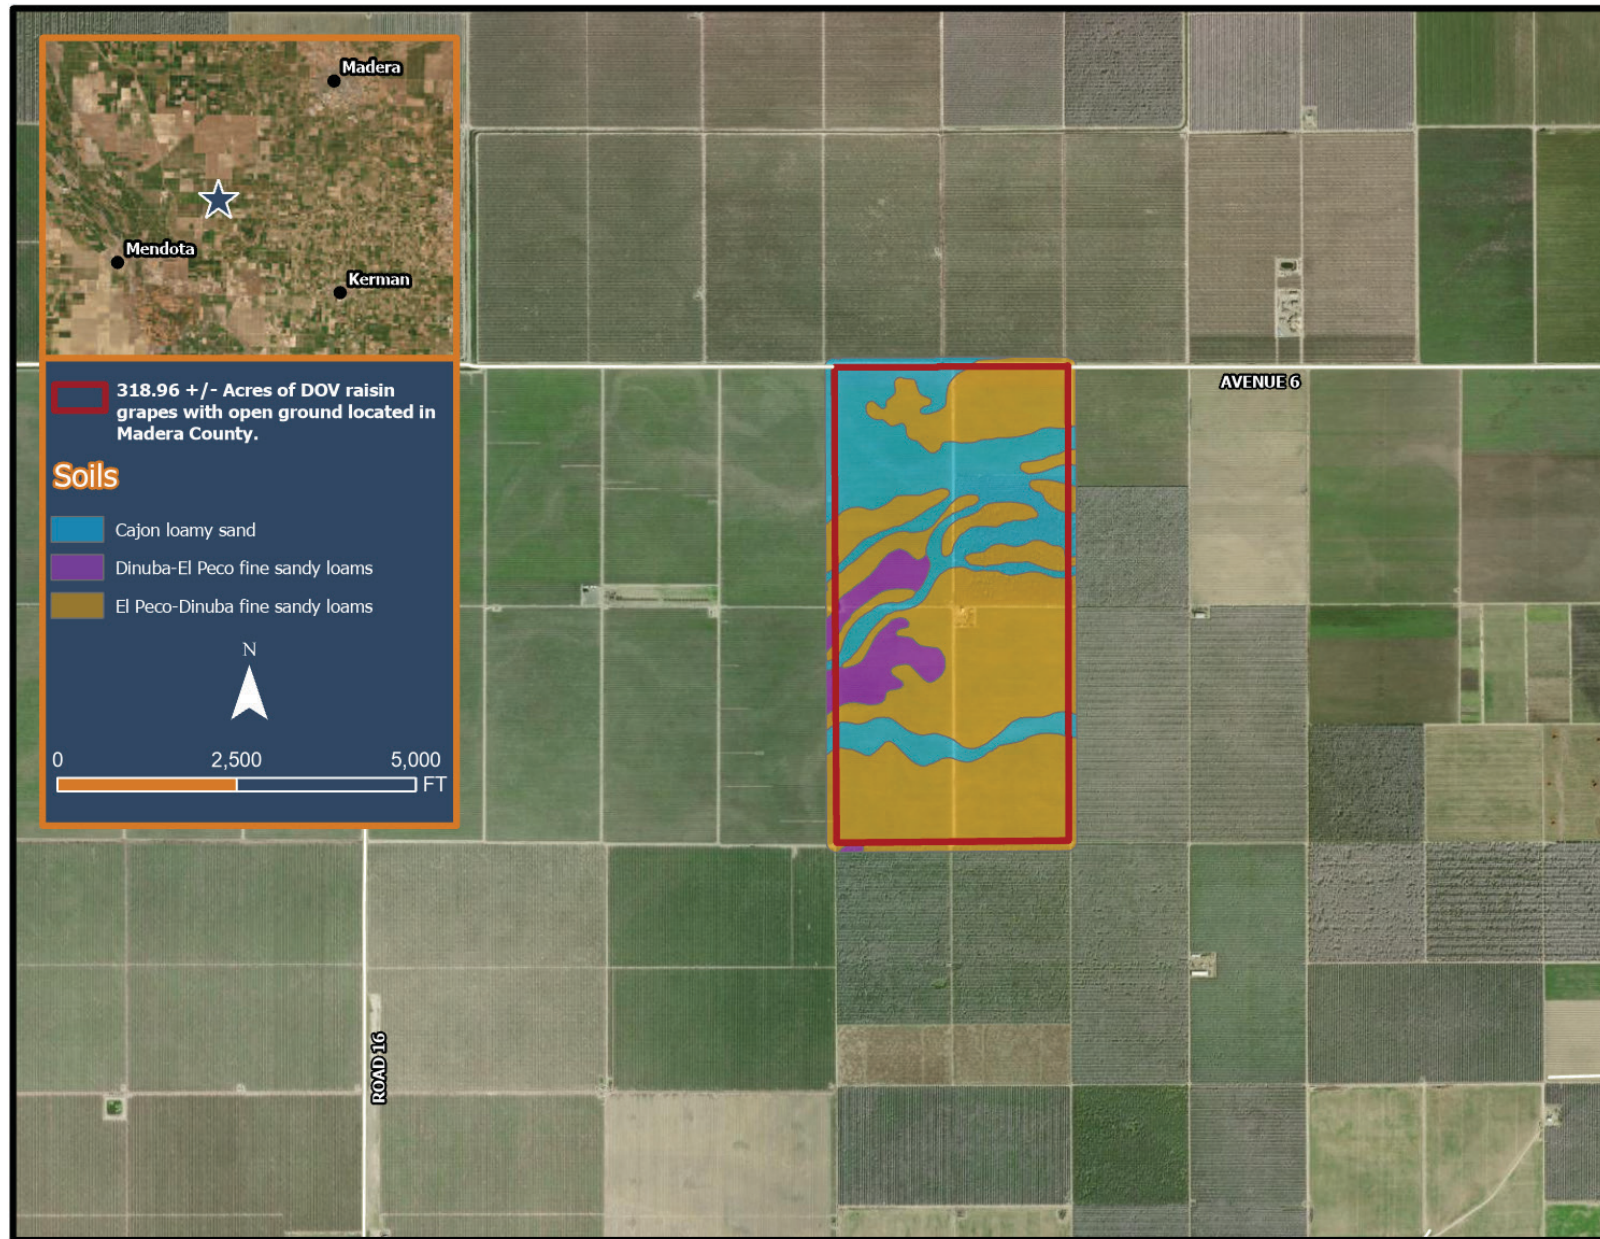 Madera
Mendota
Kerman
318.96 +/- Acres of DOV raisin
grapes with open ground located in
Madera County.
Soils
Cajon loamy sand
Dinuba-El Peco fine sandy loams
El Peco-Dinuba fine sandy loams
N
0 2,500 5,000
FT
AVENUE 6
ROAD 16